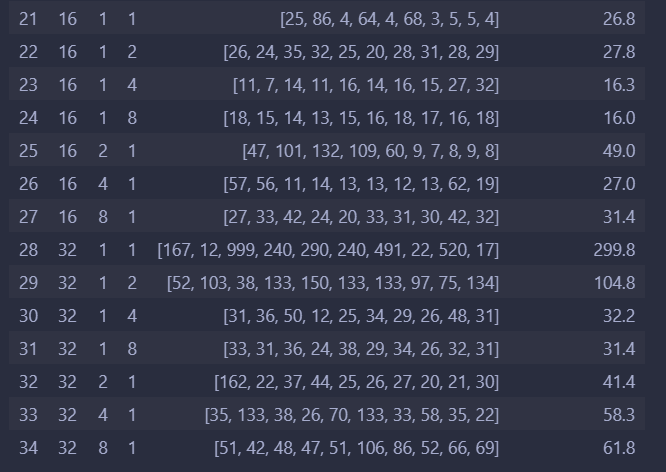 21 16 1 1 [25, 86, 4, 64, 4, 68, 3, 5, 5, 4] 26.8
22 16 1 2 [26, 24, 35, 32, 25, 20, 28, 31, 28, 29] 27.8
23 16 1 4 [11, 7, 14, 11, 16, 14, 16, 15, 27, 32] 16.3
24 16 1 8 [18, 15, 14, 13, 15, 16, 18, 17, 16, 18] 16.0
25 16 2 1 [47, 101, 132, 109, 60, 9, 7, 8, 9, 8] 49.0
26 16 4 1 [57, 56, 11, 14, 13, 13, 12, 13, 62, 19] 27.0
27 16 8 1 [27, 33, 42, 24, 20, 33, 31, 30, 42, 32] 31.4
28 32 1 1 [167, 12, 999, 240, 290, 240, 491, 22, 520, 17] 299.8
29 32 1 2 [52, 103, 38, 133, 150, 133, 133, 97, 75, 134] 104.8
30 32 1 4 [31, 36, 50, 12, 25, 34, 29, 26, 48, 31] 32.2
31 32 1 8 [33, 31, 36, 24, 38, 29, 34, 26, 32, 31] 31.4
32 32 2 1 [162, 22, 37, 44, 25, 26, 27, 20, 21, 30] 41.4
33 32 4 1 [35, 133, 38, 26, 70, 133, 33, 58, 35, 22] 58.3
34 32 8 1 [51, 42, 48, 47, 51, 106, 86, 52, 66, 69] 61.8